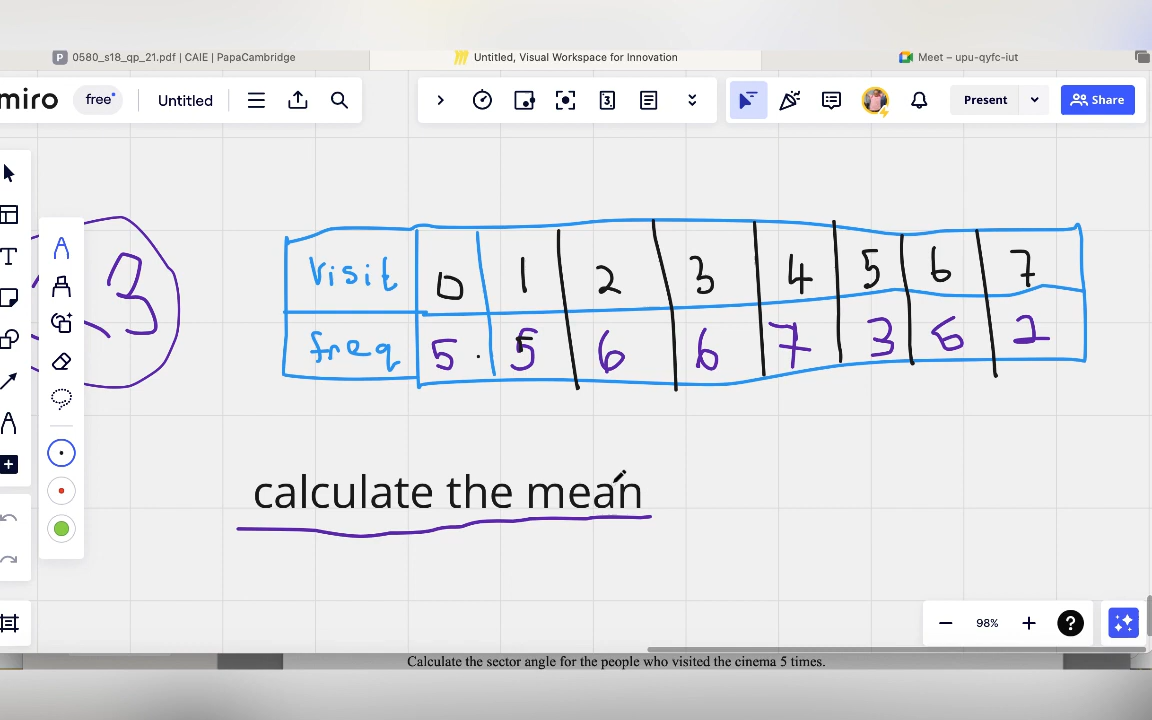 0580_s18_qp_21.pdf | CAIE | PapaCambridge
Untitled, Visual Workspace for Innovation
Meet – upu-qyfc-iut
miro free Untitled
Present
Share
3
Visit 0 1 2 3 4 5 6 7
freq 5 5 6 6 7 3 6 2
calculate the mean
98%
Calculate the sector angle for the people who visited the cinema 5 times.